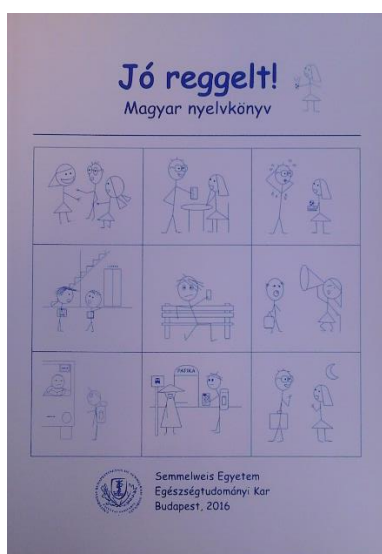 Jó reggelt!
Magyar nyelvkönyv
PATIKA
Semmelweis Egyetem
Egészségtudományi Kar
Budapest, 2016